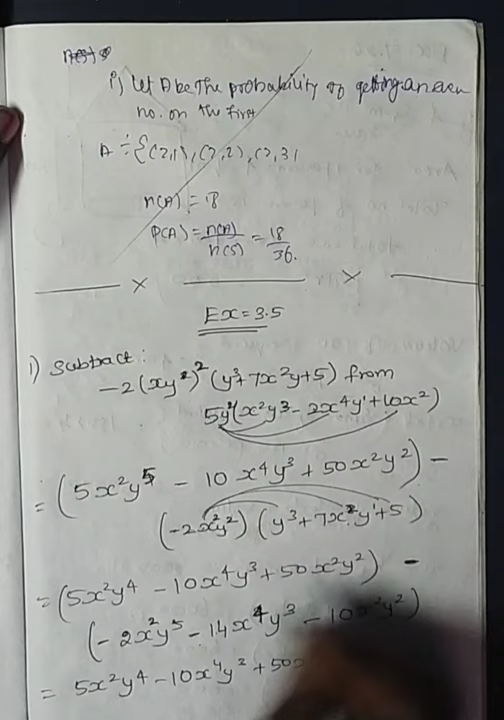 i) Let A be the probability of getting an even
no. on the first
A = {(2,1), (2,2), (2,3)
n(A) = 18
P(A) = n(A)/n(S) = 18/36.
Ex = 3.5
1) Subtract :
-2(xy²)² (y³+7x²y+5) from
5y²(x²y³ - 2x⁴y¹ + 10x²)
= (5x²y⁵ - 10x⁴y³ + 50x²y²) -
(-2x²y²) (y³+7x²y¹+5)
= (5x²y⁴ - 10x⁴y³ + 50x²y²) -
(-2x²y⁵ - 14x⁴y³ - 10x²y²)
= 5x²y⁴ - 10x⁴y² + 50